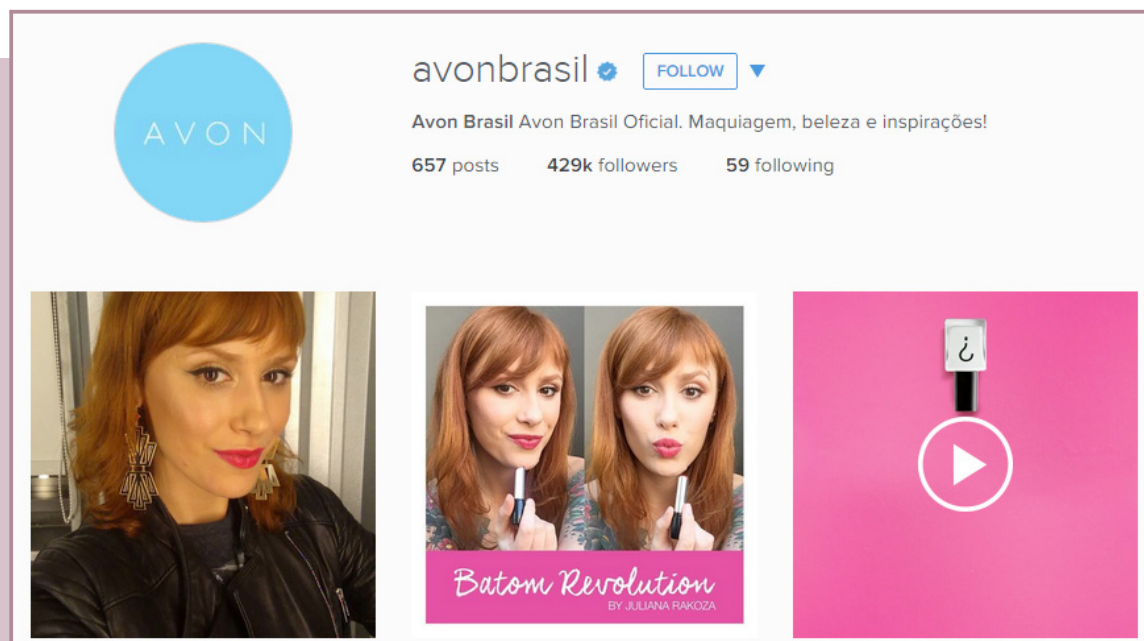 AVON
avonbrasil FOLLOW
Avon Brasil Avon Brasil Oficial. Maquiagem, beleza e inspirações!
657 posts 429k followers 59 following
¿
Batom Revolution
BY JULIANA RAKOZA